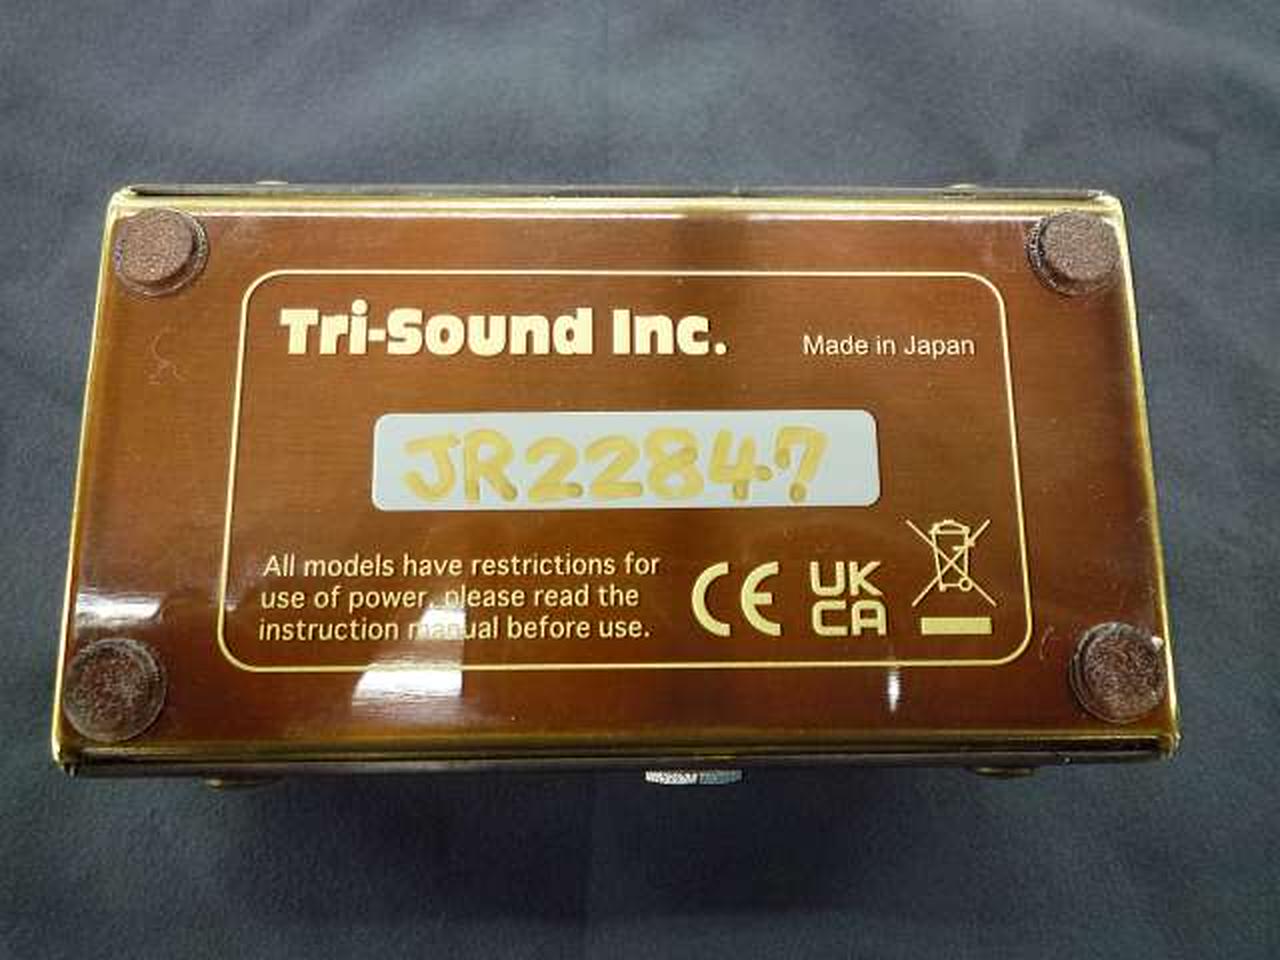 Tri-Sound Inc.
Made in Japan
JR22847
All models have restrictions for
use of power, please read the
instruction manual before use.
CE
UK
CA